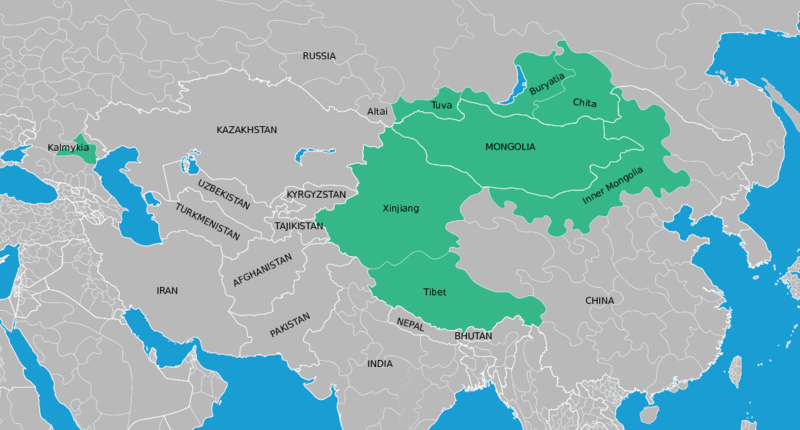 RUSSIA
Buryatia
Altai
Tuva
Chita
KAZAKHSTAN
Kalmykia
MONGOLIA
UZBEKISTAN
KYRGYZSTAN
Inner Mongolia
TURKMENISTAN
Xinjiang
TAJIKISTAN
AFGHANISTAN
IRAN
Tibet
CHINA
PAKISTAN
NEPAL
BHUTAN
INDIA